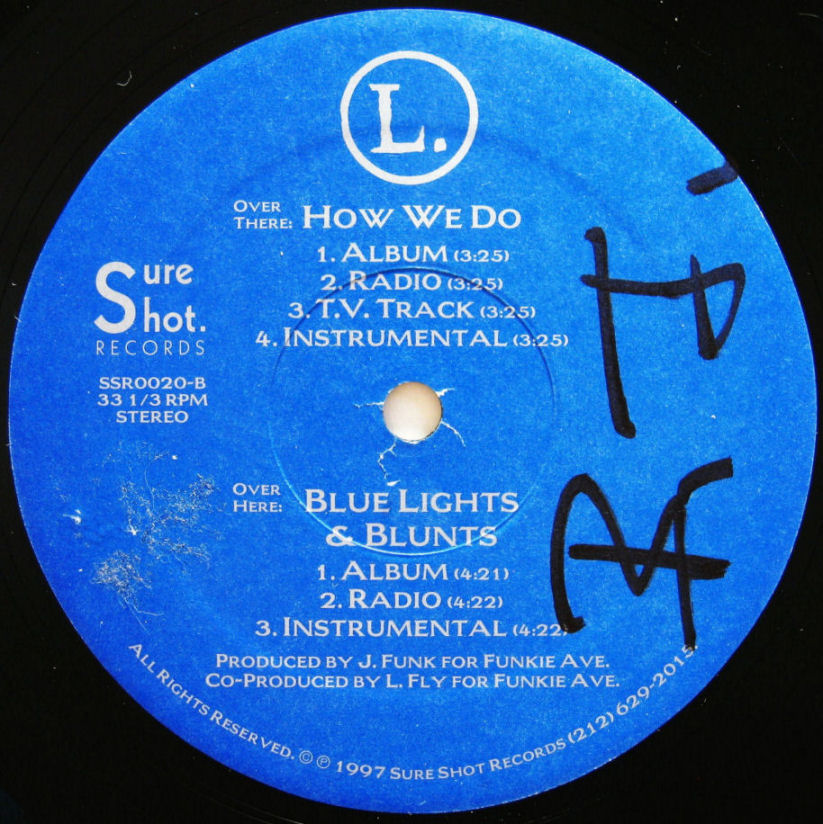 L.
OVER THERE: HOW WE DO
1. ALBUM (3:25)
2. RADIO (3:25)
3. T.V. TRACK (3:25)
4. INSTRUMENTAL (3:25)
Sure
Shot.
RECORDS
SSR0020-B
33 1/3 RPM
STEREO
OVER HERE: BLUE LIGHTS
& BLUNTS
1. ALBUM (4:21)
2. RADIO (4:22)
3. INSTRUMENTAL (4:22)
PRODUCED BY J. FUNK FOR FUNKIE AVE.
CO-PRODUCED BY L. FLY FOR FUNKIE AVE.
ALL RIGHTS RESERVED. © ℗ 1997 SURE SHOT RECORDS (212) 629-2015